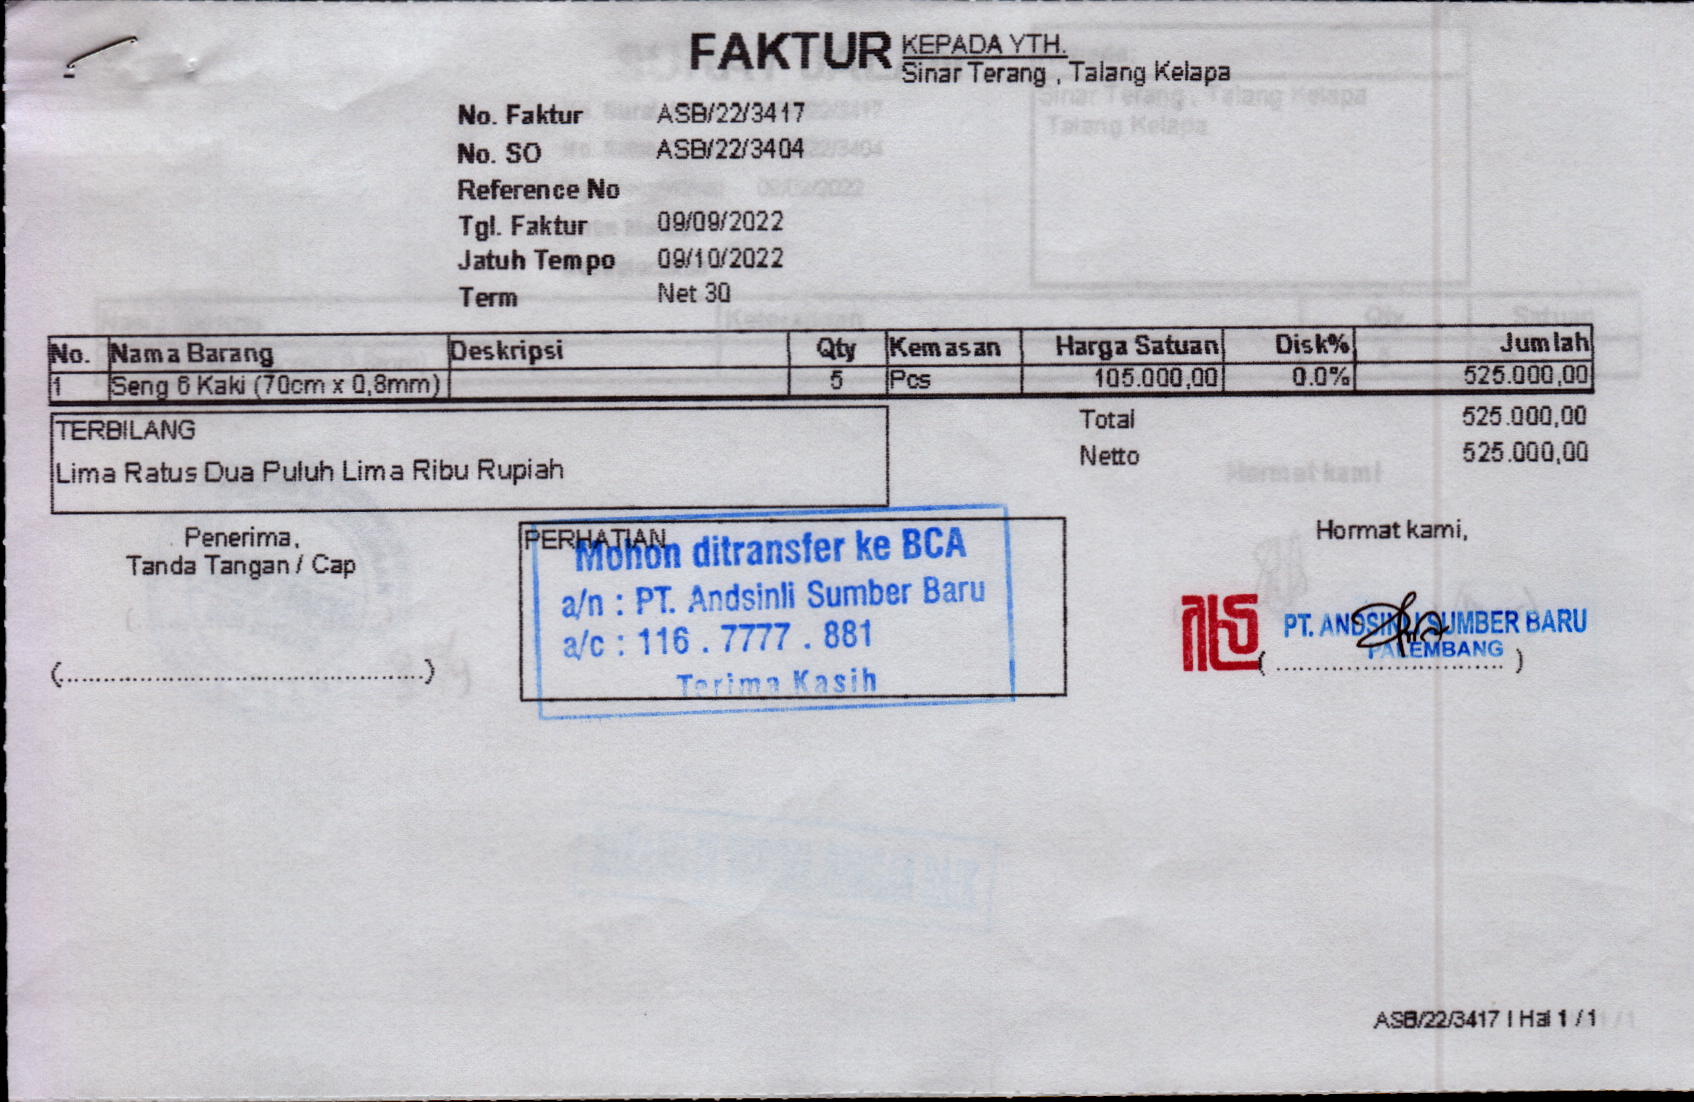 FAKTUR
KEPADA YTH.
Sinar Terang , Talang Kelapa
No. Faktur ASB/22/3417
No. SO ASB/22/3404
Reference No
Tgl. Faktur 09/09/2022
Jatuh Tempo 09/10/2022
Term Net 30
No. Nama Barang Deskripsi Qty Kemasan Harga Satuan Disk% Jumlah
1 Seng 6 Kaki (70cm x 0,8mm) 5 Pcs 105.000,00 0.0% 525.000,00
TERBILANG
Lima Ratus Dua Puluh Lima Ribu Rupiah
Total 525.000,00
Netto 525.000,00
Penerima,
Tanda Tangan / Cap
(..........................................)
PERHATIAN
Mohon ditransfer ke BCA
a/n : PT. Andsinli Sumber Baru
a/c : 116 . 7777 . 881
Terima Kasih
Hormat kami,
PT. ANDSINLI SUMBER BARU
PALEMBANG
( .............................. )
ASB/22/3417 | Hal 1 / 1